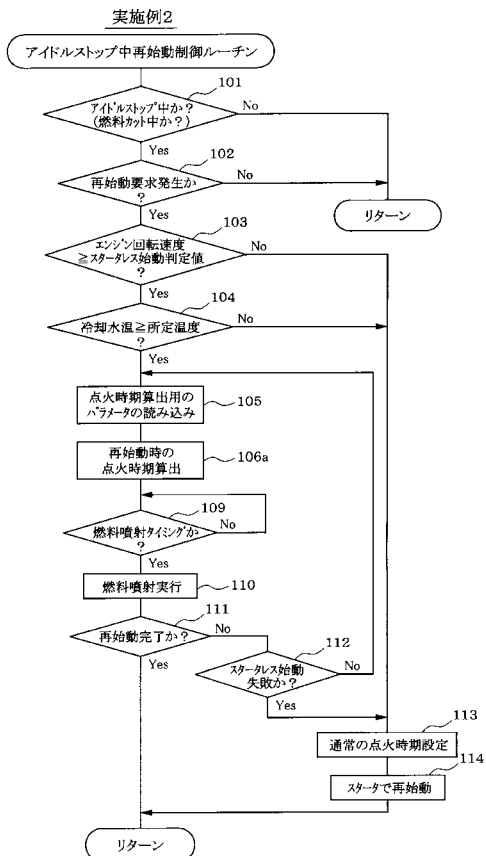 実施例2
アイドルストップ中再始動制御ルーチン
101
アイドルストップ中か?
(燃料カット中か?)
No
Yes
102
再始動要求発生か
?
No
Yes
リターン
103
エンジン回転速度
≧スタータレス始動判定値
?
No
Yes
104
冷却水温≧所定温度
?
No
Yes
点火時期算出用の
パラメータの読み込み
105
再始動時の
点火時期算出
106a
109
燃料噴射タイミングか
?
No
Yes
燃料噴射実行
110
111
再始動完了か?
No
Yes
112
スタータレス始動
失敗か?
No
Yes
113
通常の点火時期設定
114
スタータで再始動
リターン